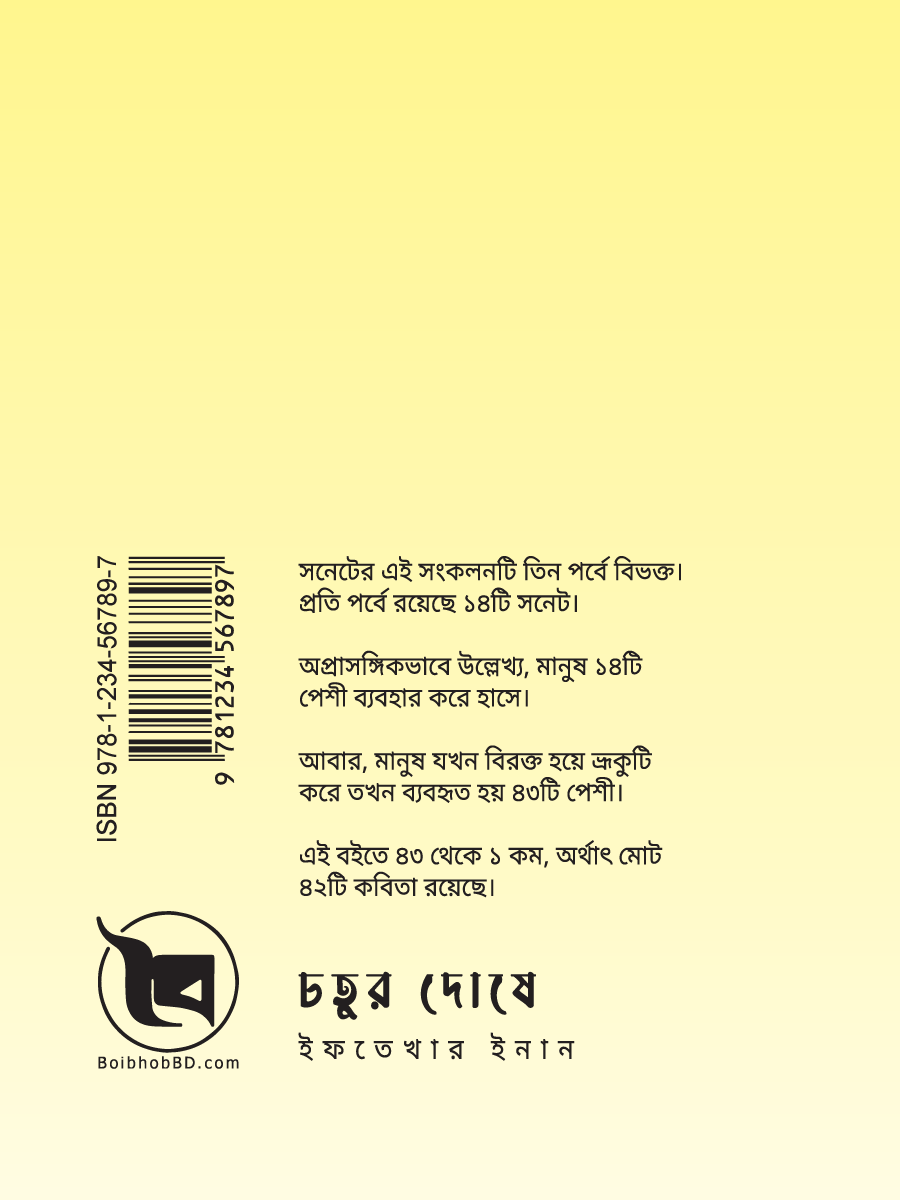 সনেটের এই সংকলনটি তিন পর্বে বিভক্ত।
প্রতি পর্বে রয়েছে ১৪টি সনেট।
অপ্রাসঙ্গিকভাবে উল্লেখ্য, মানুষ ১৪টি
পেশী ব্যবহার করে হাসে।
আবার, মানুষ যখন বিরক্ত হয়ে ভ্রূকুটি
করে তখন ব্যবহৃত হয় ৪৩টি পেশী।
এই বইতে ৪৩ থেকে ১ কম, অর্থাৎ মোট
৪২টি কবিতা রয়েছে।
চতুর দোষে
ইফতেখার ইনান
ISBN 978-1-234-56789-7
9 781234 567897
বৈ
BoibhobBD.com